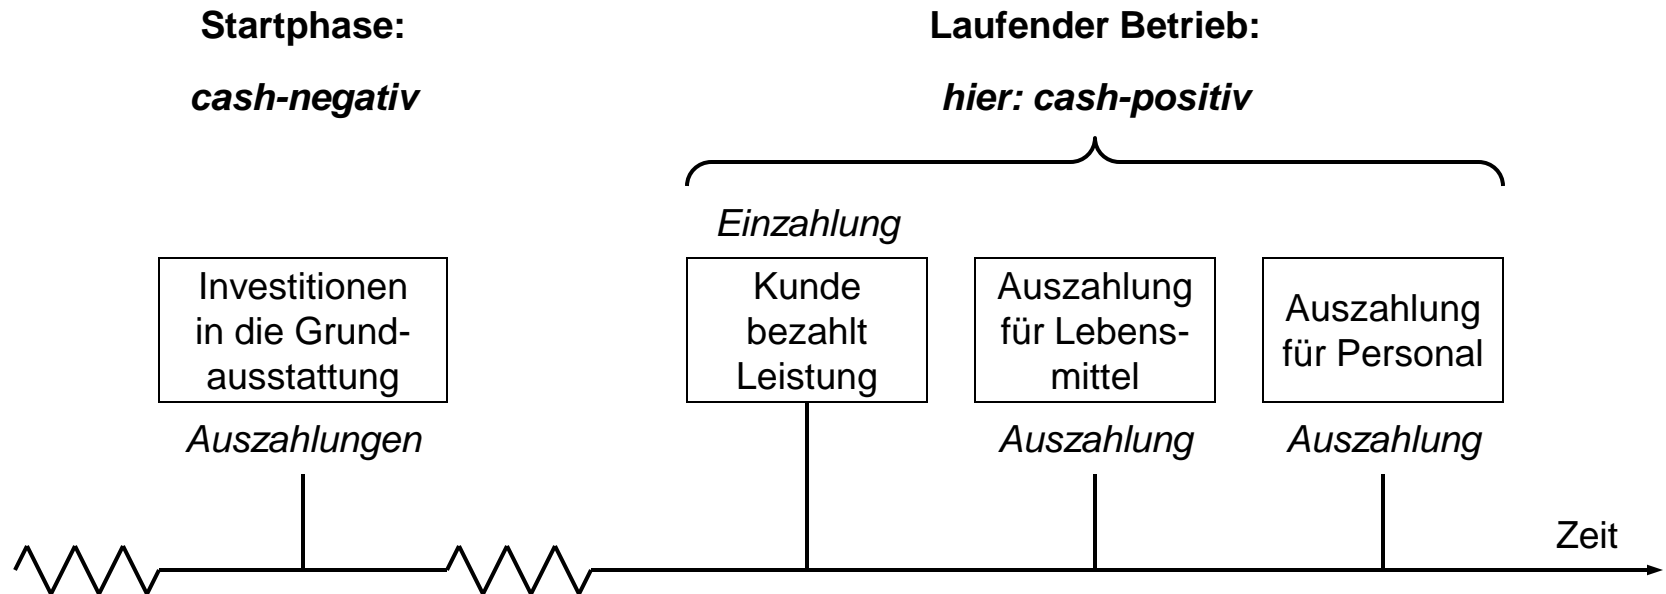 Startphase:
cash-negativ
Laufender Betrieb:
hier: cash-positiv
Investitionen
in die Grund-
ausstattung
Auszahlungen
Einzahlung
Kunde
bezahlt
Leistung
Auszahlung
für Lebens-
mittel
Auszahlung
Auszahlung
für Personal
Auszahlung
Zeit